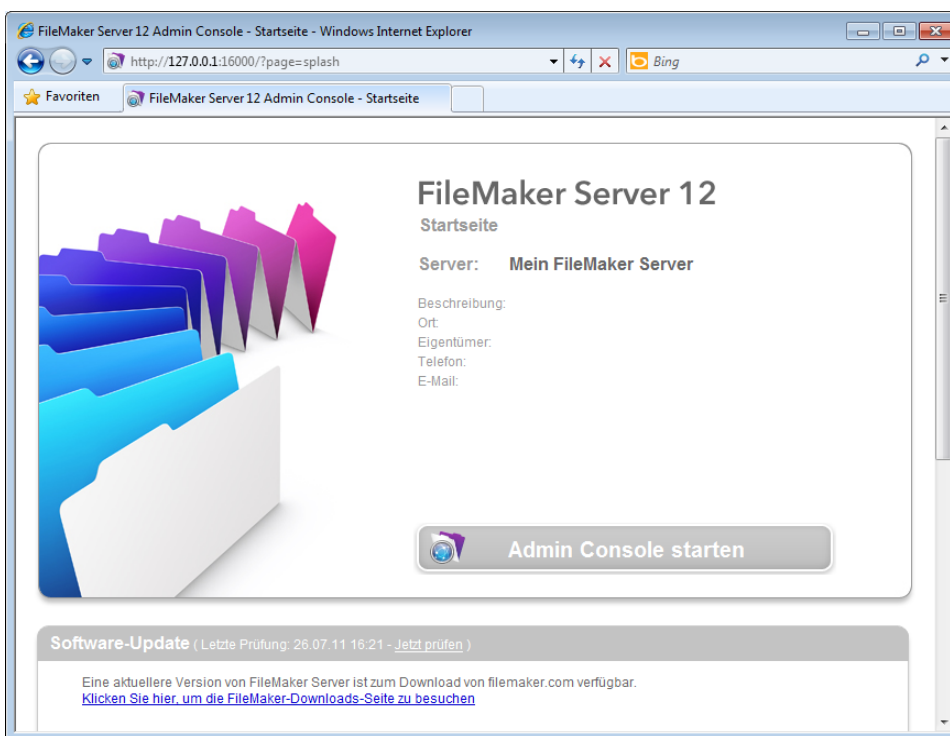 FileMaker Server 12 Admin Console - Startseite - Windows Internet Explorer
http://127.0.0.1:16000/?page=splash
Bing
Favoriten
FileMaker Server 12 Admin Console - Startseite
FileMaker Server 12
Startseite
Server: Mein FileMaker Server
Beschreibung:
Ort:
Eigentümer:
Telefon:
E-Mail:
Admin Console starten
Software-Update ( Letzte Prüfung: 26.07.11 16:21 - Jetzt prüfen )
Eine aktuellere Version von FileMaker Server ist zum Download von filemaker.com verfügbar.
Klicken Sie hier, um die FileMaker-Downloads-Seite zu besuchen